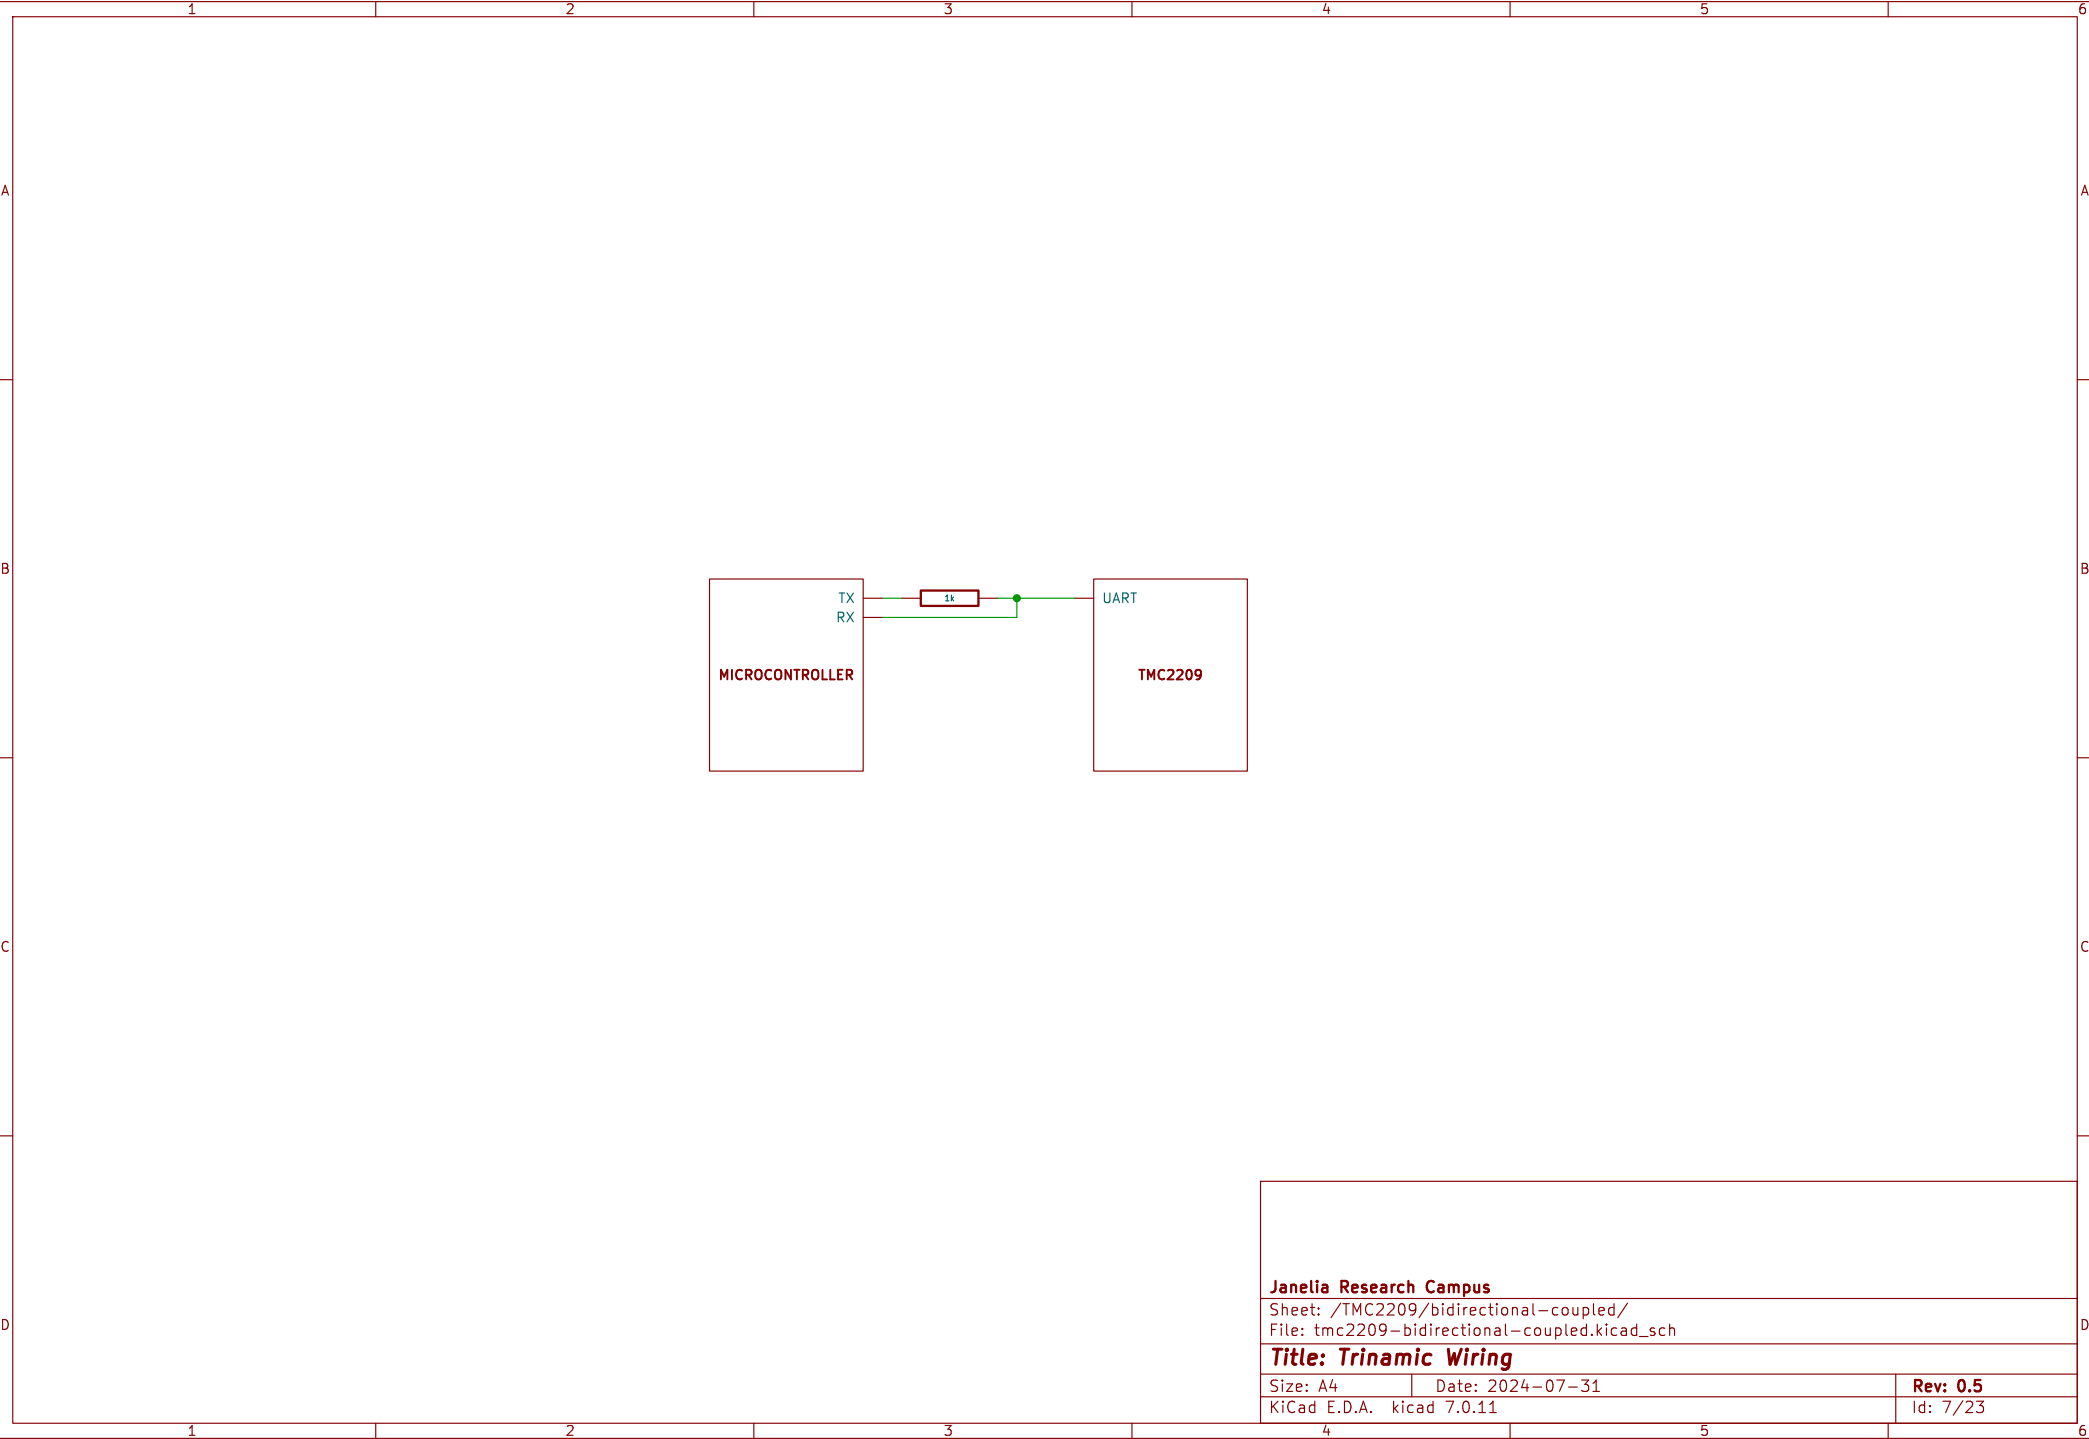 1 2 3 4 5 6
A A
B B
TX 1k UART
RX
MICROCONTROLLER TMC2209
C C
Janelia Research Campus
Sheet: /TMC2209/bidirectional-coupled/
D D
File: tmc2209-bidirectional-coupled.kicad_sch
Title: Trinamic Wiring
Size: A4 Date: 2024-07-31 Rev: 0.5
KiCad E.D.A. kicad 7.0.11 Id: 7/23
1 2 3 4 5 6